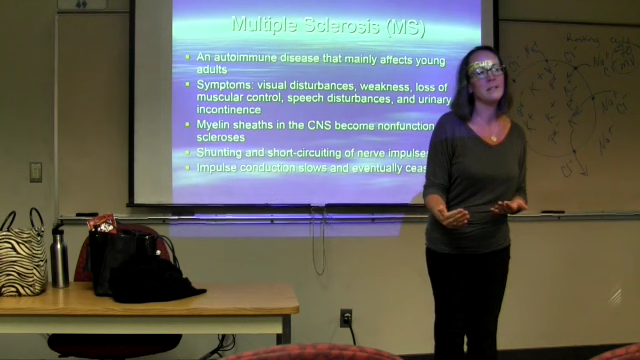 Multiple Sclerosis (MS)
An autoimmune disease that mainly affects young
adults
Symptoms: visual disturbances, weakness, loss of
muscular control, speech disturbances, and urinary
incontinence
Myelin sheaths in the CNS become nonfunction
scleroses
Shunting and short-circuiting of nerve impulses
Impulse conduction slows and eventually ceas